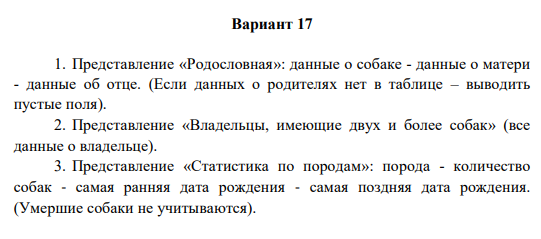 Вариант 17
1. Представление «Родословная»: данные о собаке - данные о матери
- данные об отце. (Если данных о родителях нет в таблице – выводить
пустые поля).
2. Представление «Владельцы, имеющие двух и более собак» (все
данные о владельце).
3. Представление «Статистика по породам»: порода - количество
собак - самая ранняя дата рождения - самая поздняя дата рождения.
(Умершие собаки не учитываются).